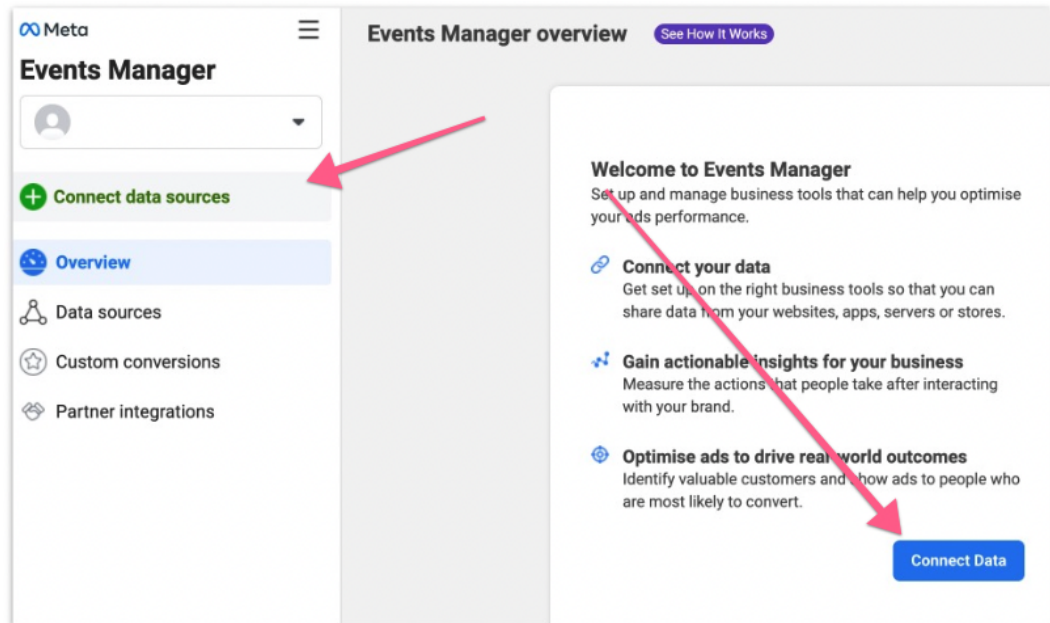 Meta
Events Manager
Connect data sources
Overview
Data sources
Custom conversions
Partner integrations
Events Manager overview See How It Works
Welcome to Events Manager
Set up and manage business tools that can help you optimise
your ads performance.
Connect your data
Get set up on the right business tools so that you can
share data from your websites, apps, servers or stores.
Gain actionable insights for your business
Measure the actions that people take after interacting
with your brand.
Optimise ads to drive real-world outcomes
Identify valuable customers and show ads to people who
are most likely to convert.
Connect Data